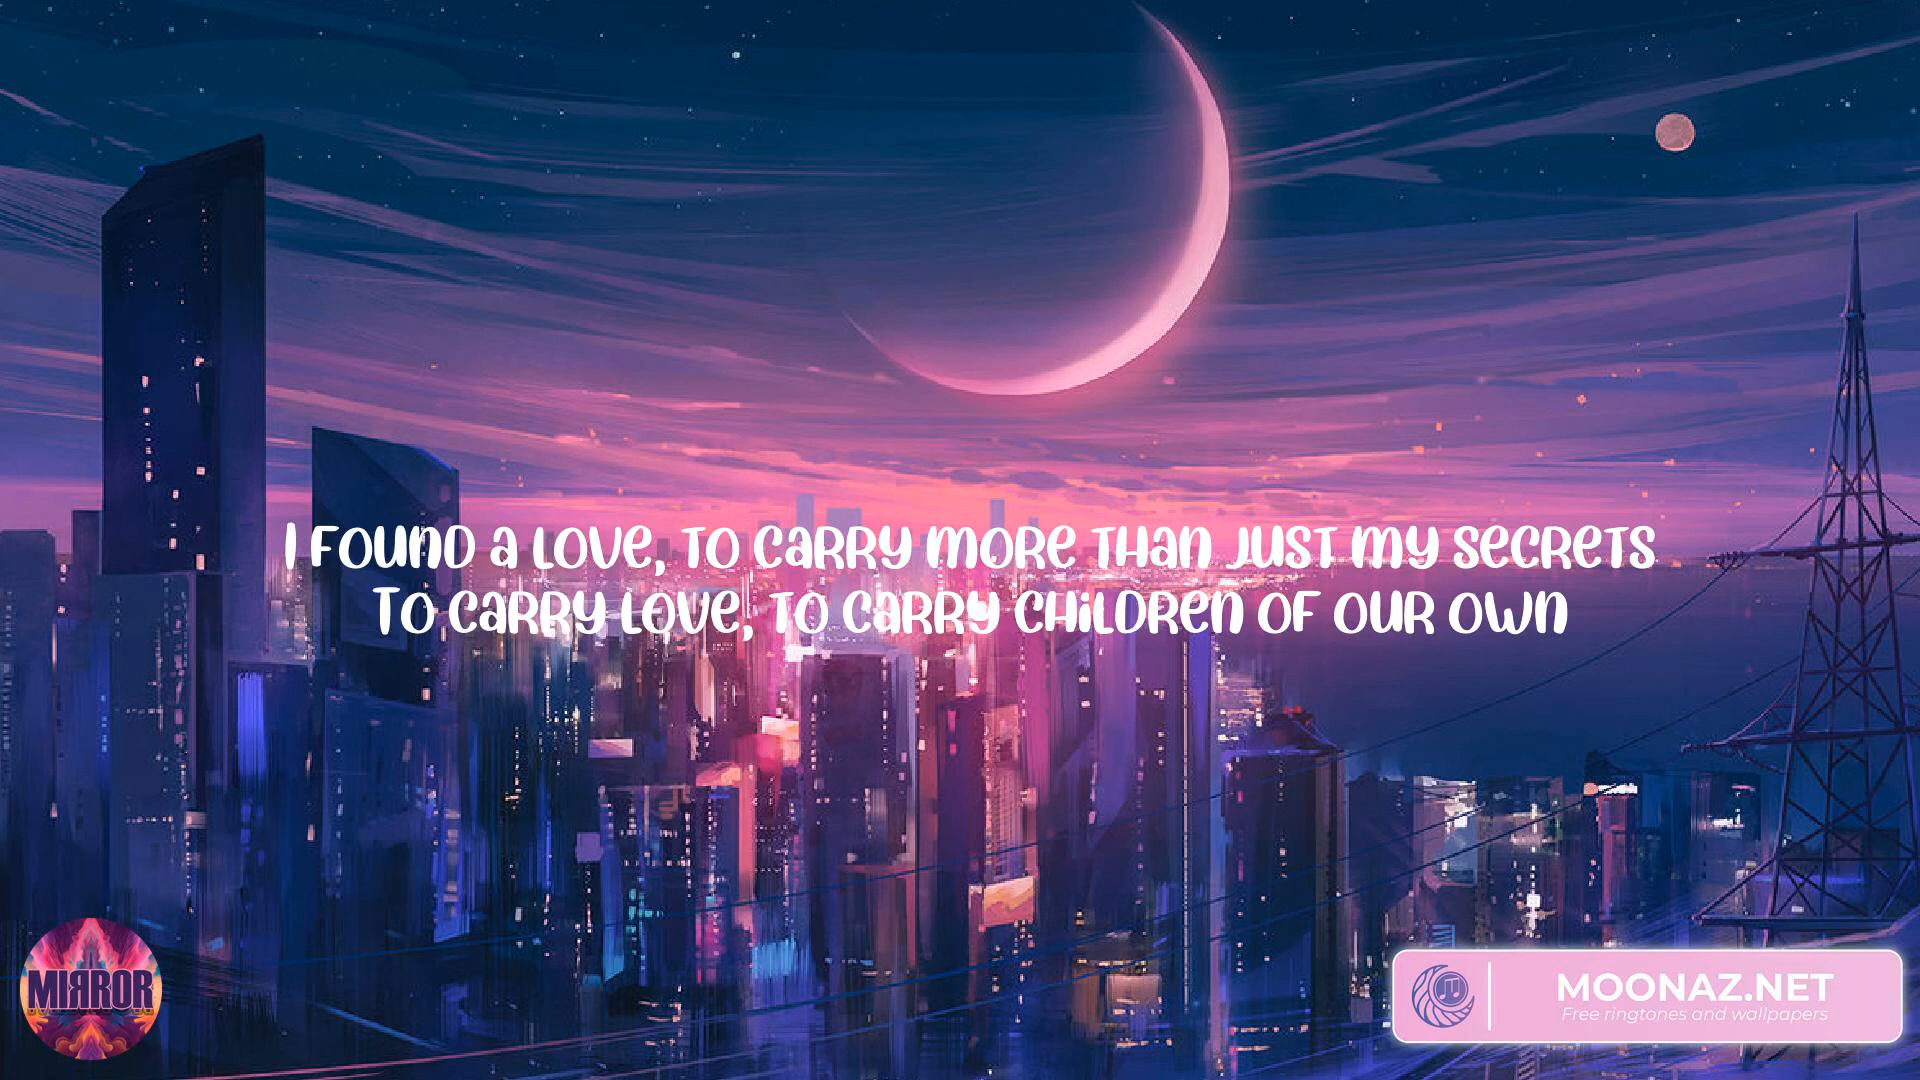 I found a love, to carry more than just my secrets
To carry love, to carry children of our own
MIRROR
MOONAZ.NET
Free ringtones and wallpapers